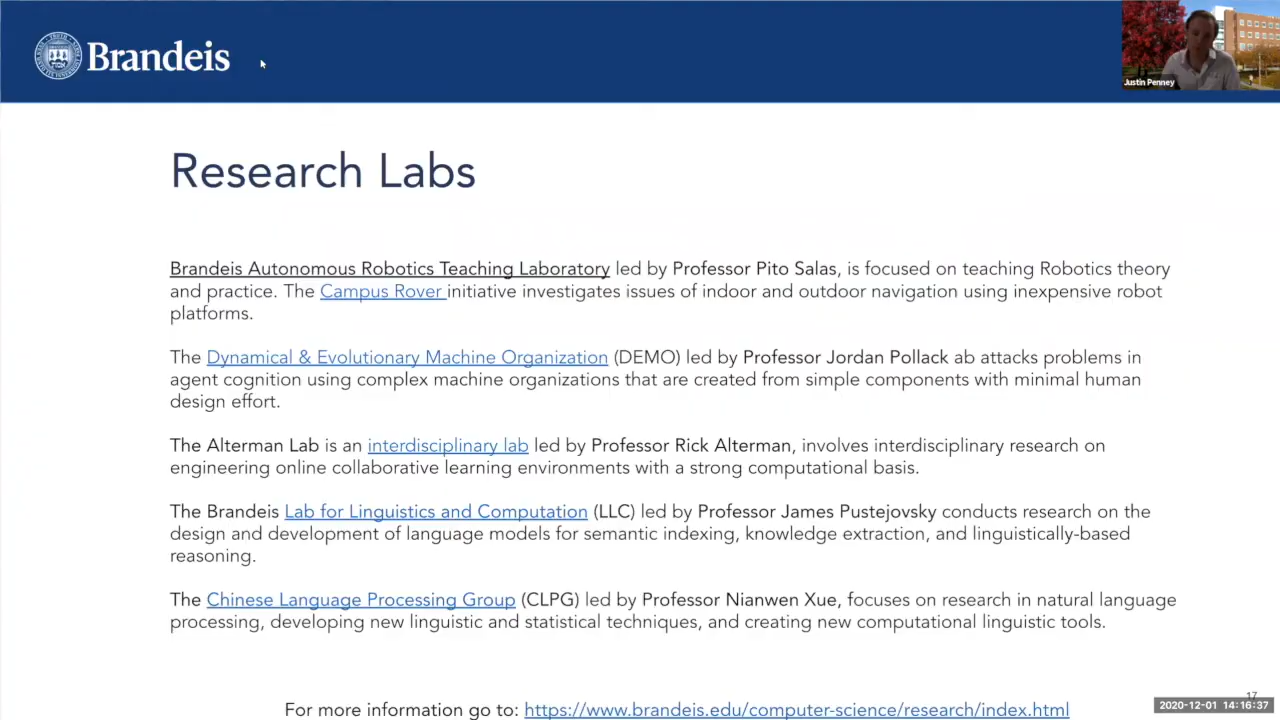 Brandeis
Justin Penney
Research Labs
Brandeis Autonomous Robotics Teaching Laboratory led by Professor Pito Salas, is focused on teaching Robotics theory
and practice. The Campus Rover initiative investigates issues of indoor and outdoor navigation using inexpensive robot
platforms.
The Dynamical & Evolutionary Machine Organization (DEMO) led by Professor Jordan Pollack ab attacks problems in
agent cognition using complex machine organizations that are created from simple components with minimal human
design effort.
The Alterman Lab is an interdisciplinary lab led by Professor Rick Alterman, involves interdisciplinary research on
engineering online collaborative learning environments with a strong computational basis.
The Brandeis Lab for Linguistics and Computation (LLC) led by Professor James Pustejovsky conducts research on the
design and development of language models for semantic indexing, knowledge extraction, and linguistically-based
reasoning.
The Chinese Language Processing Group (CLPG) led by Professor Nianwen Xue, focuses on research in natural language
processing, developing new linguistic and statistical techniques, and creating new computational linguistic tools.
17
For more information go to: https://www.brandeis.edu/computer-science/research/index.html
2020-12-01 14:16:37